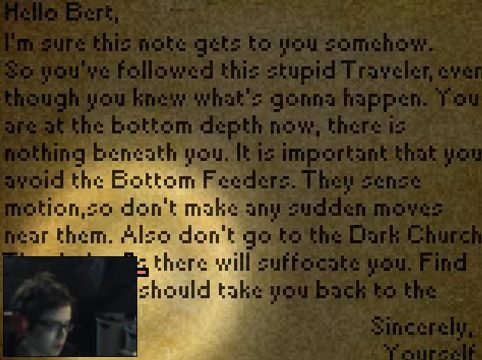 Hello Bert,
I'm sure this note gets to you somehow.
So you've followed this stupid Traveler, even
though you knew what's gonna happen. You
are at the bottom depth now, there is
nothing beneath you. It is important that you
avoid the Bottom Feeders. They sense
motion,so don't make any sudden moves
near them. Also don't go to the Dark Church
there will suffocate you. Find
should take you back to the
Sincerely,
Yourself